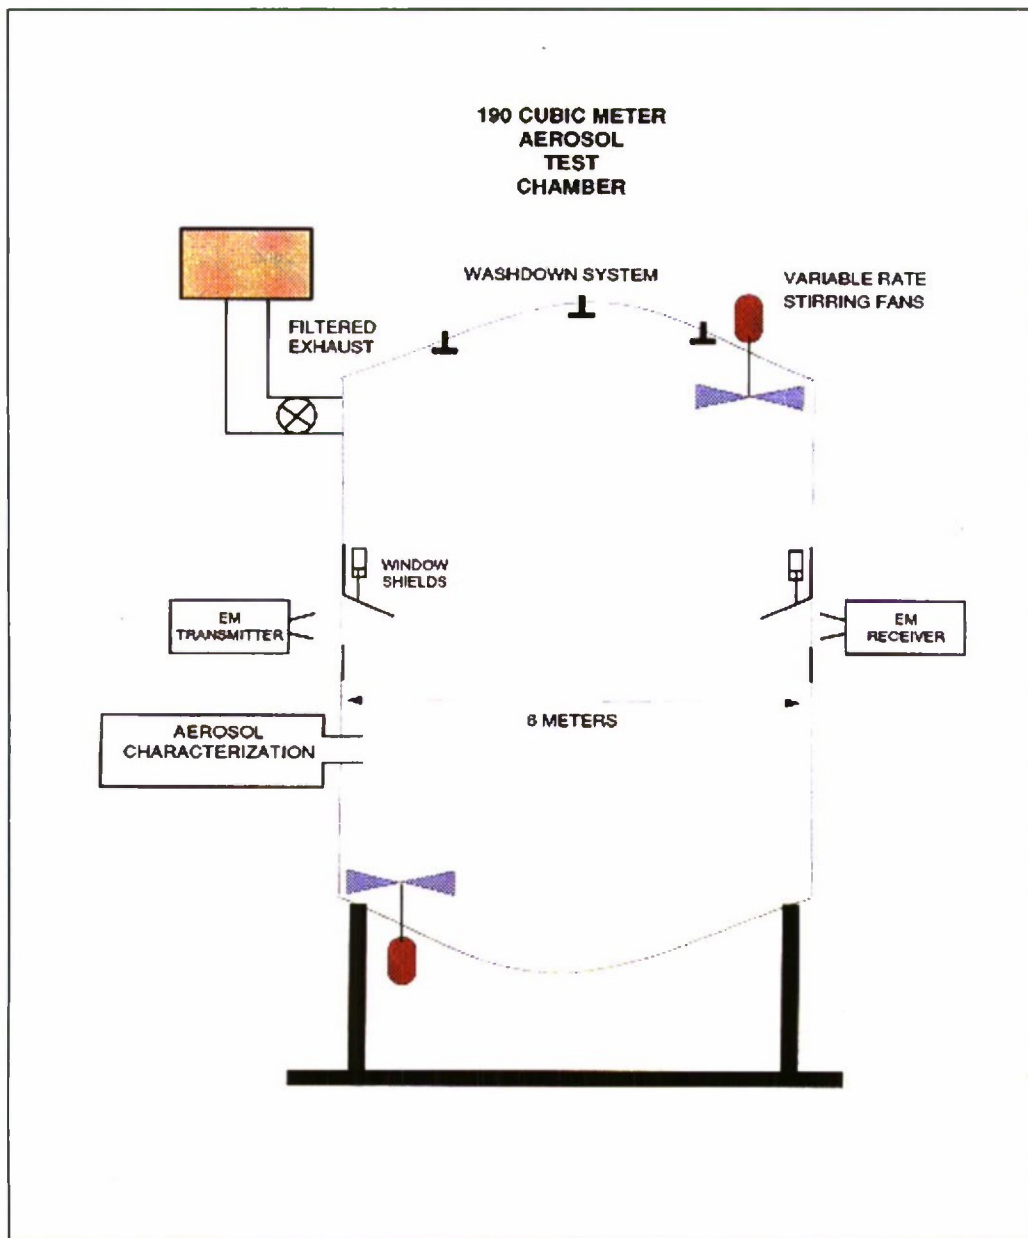 190 CUBIC METER
AEROSOL
TEST
CHAMBER
WASHDOWN SYSTEM
VARIABLE RATE
STIRRING FANS
FILTERED
EXHAUST
WINDOW
SHIELDS
EM
TRANSMITTER
EM
RECEIVER
6 METERS
AEROSOL
CHARACTERIZATION